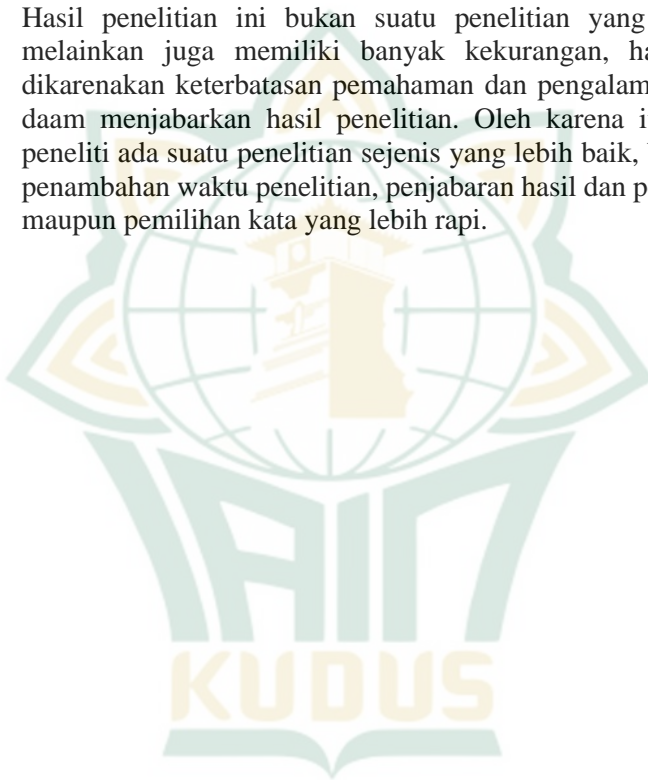 Hasil penelitian ini bukan suatu penelitian yang
melainkan juga memiliki banyak kekurangan, ha
dikarenakan keterbatasan pemahaman dan pengalam
daam menjabarkan hasil penelitian. Oleh karena i
peneliti ada suatu penelitian sejenis yang lebih baik,
penambahan waktu penelitian, penjabaran hasil dan p
maupun pemilihan kata yang lebih rapi.
IAIN
KUDUS